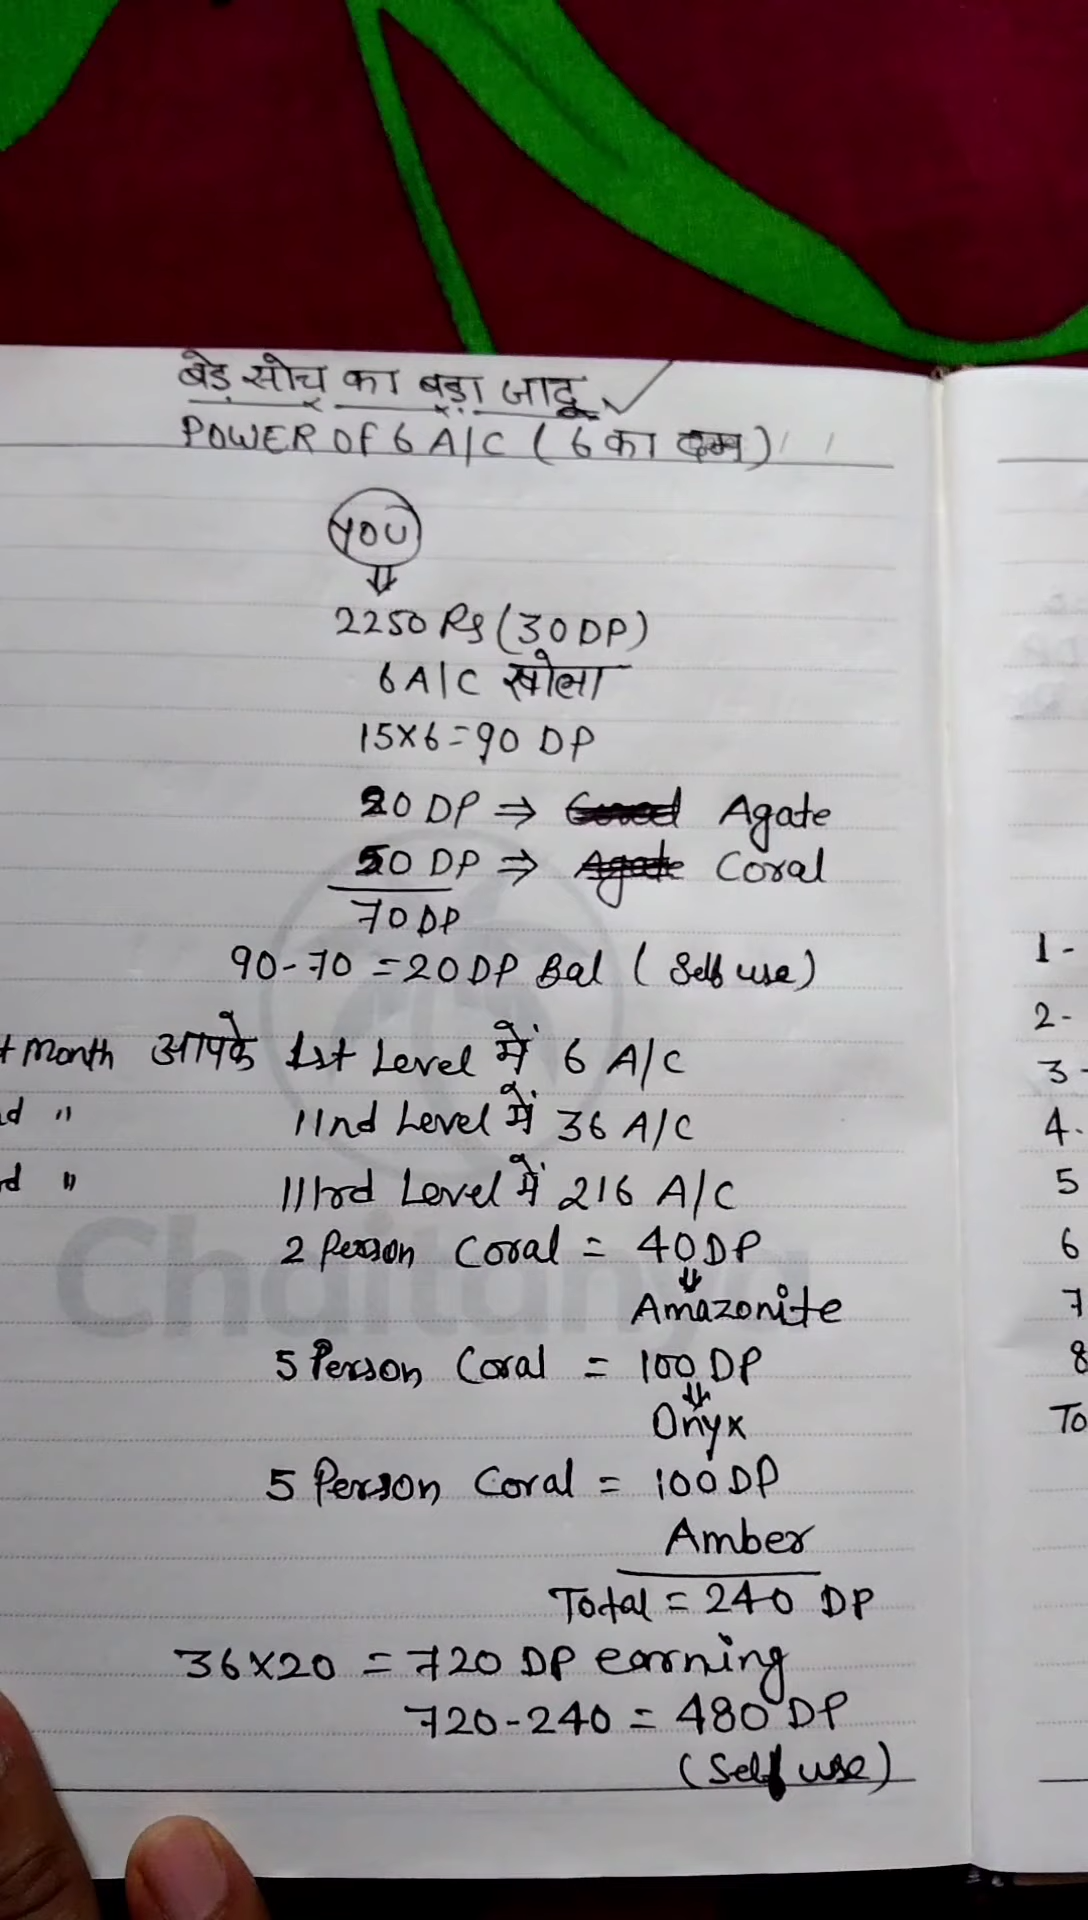 बड़े सोच का बड़ा जादू ✓
POWER OF 6 A/C (6 का दम)
YOU
⇓
2250 Rs (30 DP)
6 A/C खोला
15×6=90 DP
20 DP ⇒ Agate
50 DP ⇒ Coral
70 DP
90-70 =20 DP Bal ( Self use)
t month आपके 1st Level में 6 A/C
nd " IInd Level में 36 A/C
rd " IIIrd Level में 216 A/C
2 Person Coral = 40 DP
⇓
Amazonite
5 Person Coral = 100 DP
⇓
Onyx
5 Person Coral = 100 DP
Amber
Total = 240 DP
36×20 = 720 DP earning
720-240 = 480 DP
(Self use)
Chaitanya
1-
2-
3-
4.
5
6
7
8
To